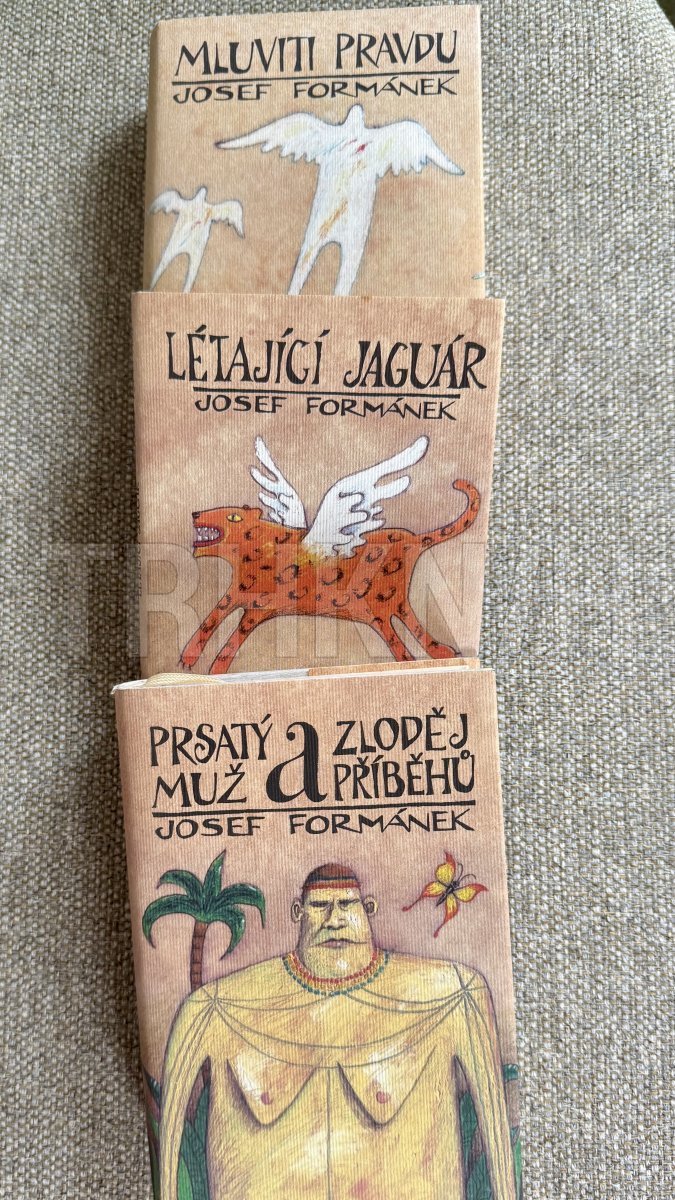 MLUVITI PRAVDU
JOSEF FORMÁNEK
LÉTAJÍCÍ JAGUÁR
JOSEF FORMÁNEK
PRSATÝ a ZLODĚJ
MUŽ PŘÍBĚHŮ
JOSEF FORMÁNEK